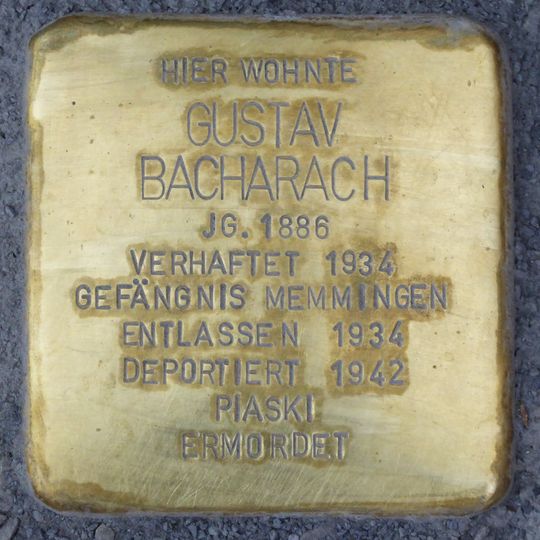 HIER WOHNTE
GUSTAV
BACHARACH
JG. 1886
VERHAFTET 1934
GEFÄNGNIS MEMMINGEN
ENTLASSEN 1934
DEPORTIERT 1942
PIASKI
ERMORDET